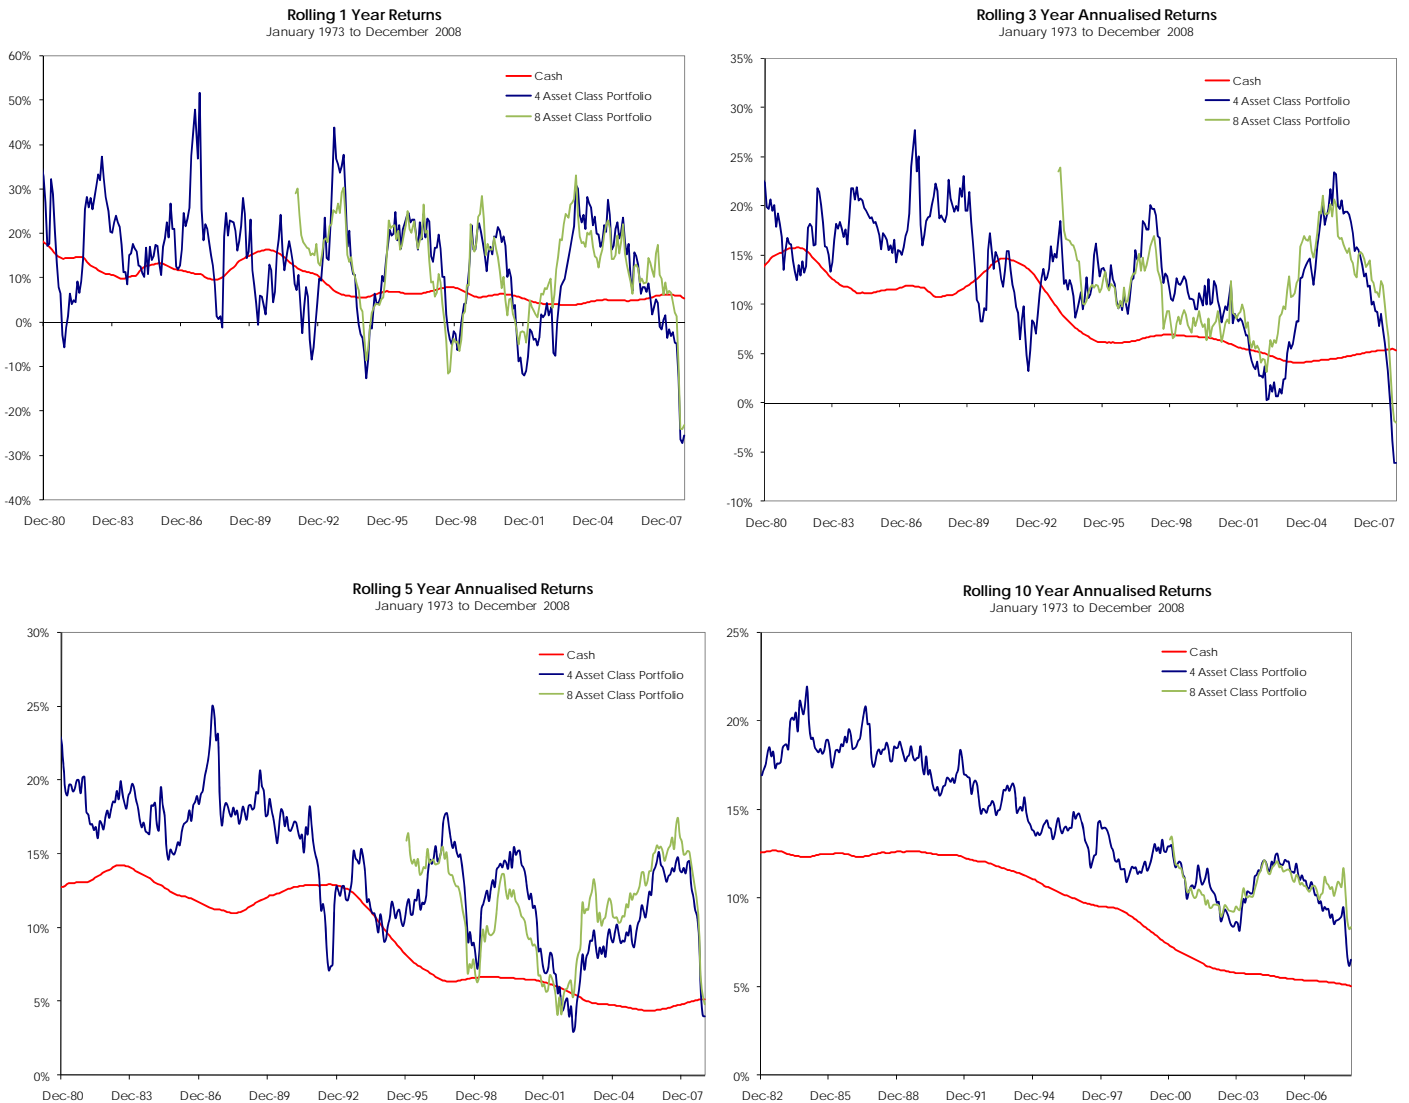 Rolling 1 Year Returns
January 1973 to December 2008
60%
50%
40%
30%
20%
10%
0%
-10%
-20%
-30%
-40%
Cash
4 Asset Class Portfolio
8 Asset Class Portfolio
Dec-80 Dec-83 Dec-86 Dec-89 Dec-92 Dec-95 Dec-98 Dec-01 Dec-04 Dec-07
Rolling 3 Year Annualised Returns
January 1973 to December 2008
35%
30%
25%
20%
15%
10%
5%
0%
-5%
-10%
Cash
4 Asset Class Portfolio
8 Asset Class Portfolio
Dec-80 Dec-83 Dec-86 Dec-89 Dec-92 Dec-95 Dec-98 Dec-01 Dec-04 Dec-07
Rolling 5 Year Annualised Returns
January 1973 to December 2008
30%
25%
20%
15%
10%
5%
0%
Cash
4 Asset Class Portfolio
8 Asset Class Portfolio
Dec-80 Dec-83 Dec-86 Dec-89 Dec-92 Dec-95 Dec-98 Dec-01 Dec-04 Dec-07
Rolling 10 Year Annualised Returns
January 1973 to December 2008
25%
20%
15%
10%
5%
0%
Cash
4 Asset Class Portfolio
8 Asset Class Portfolio
Dec-82 Dec-85 Dec-88 Dec-91 Dec-94 Dec-97 Dec-00 Dec-03 Dec-06